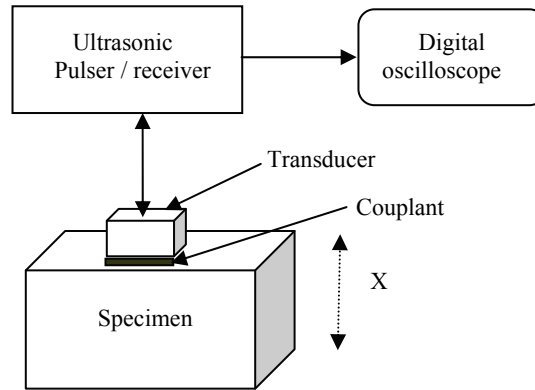 Ultrasonic
Pulser / receiver
Digital
oscilloscope
Transducer
Couplant
X
Specimen